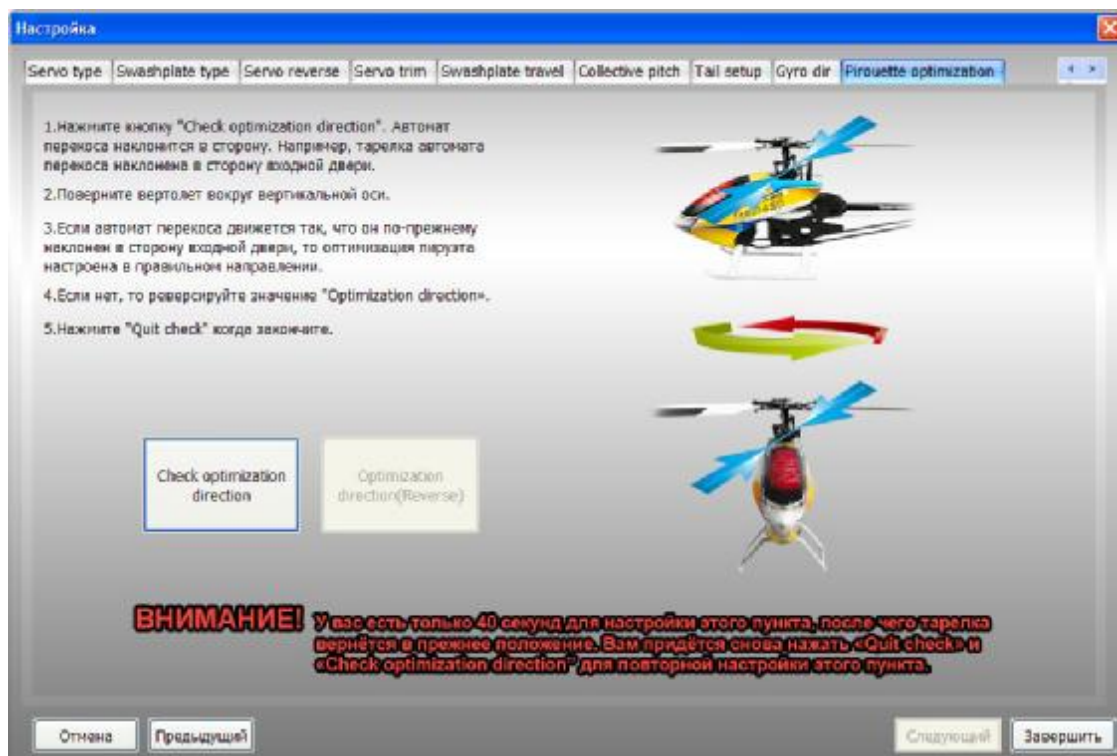 Настройка
Servo type Swashplate type Servo reverse Servo trim Swashplate travel Collective pitch Tail setup Gyro dir Pirouette optimization
1.Нажмите кнопку "Check optimization direction". Автомат
перекоса наклонится в сторону. Например, тарелка автомата
перекоса наклонена в сторону входной двери.
2.Поверните вертолет вокруг вертикальной оси.
3.Если автомат перекоса движется так, что он по-прежнему
наклонен в сторону входной двери, то оптимизация пируэта
настроена в правильном направлении.
4.Если нет, то реверсируйте значение "Optimization direction».
5.Нажмите "Quit check" когда закончите.
Check optimization
direction
Optimization
direction(Reverse)
ВНИМАНИЕ! У вас есть только 40 секунд для настройки этого пункта, после чего тарелка
вернётся в прежнее положение. Вам придётся снова нажать «Quit check» и
«Check optimization direction" для повторной настройки этого пункта.
Отмена Предыдущий Следующий Завершить